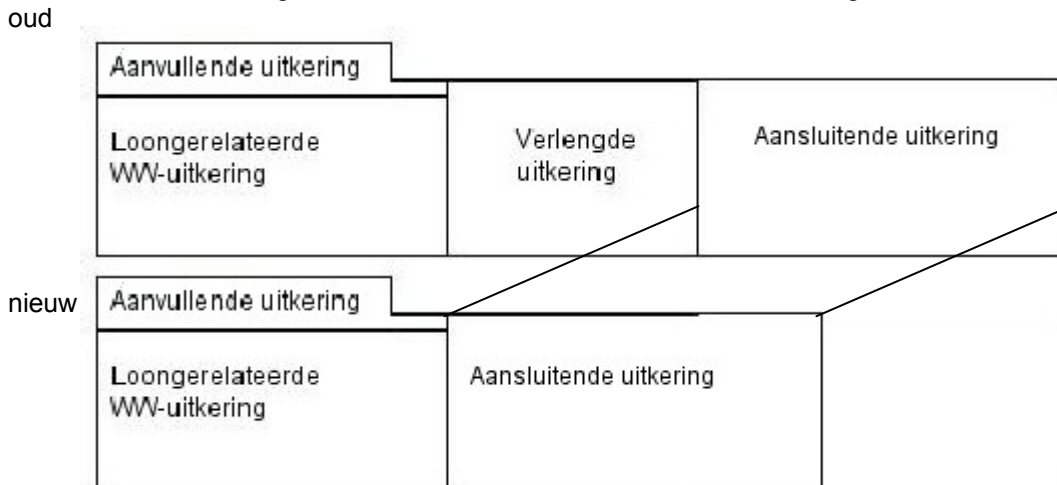 oud
Aanvullende uitkering
Loongerelateerde
WW-uitkering
Verlengde
uitkering
Aansluitende uitkering
nieuw
Aanvullende uitkering
Loongerelateerde
WW-uitkering
Aansluitende uitkering